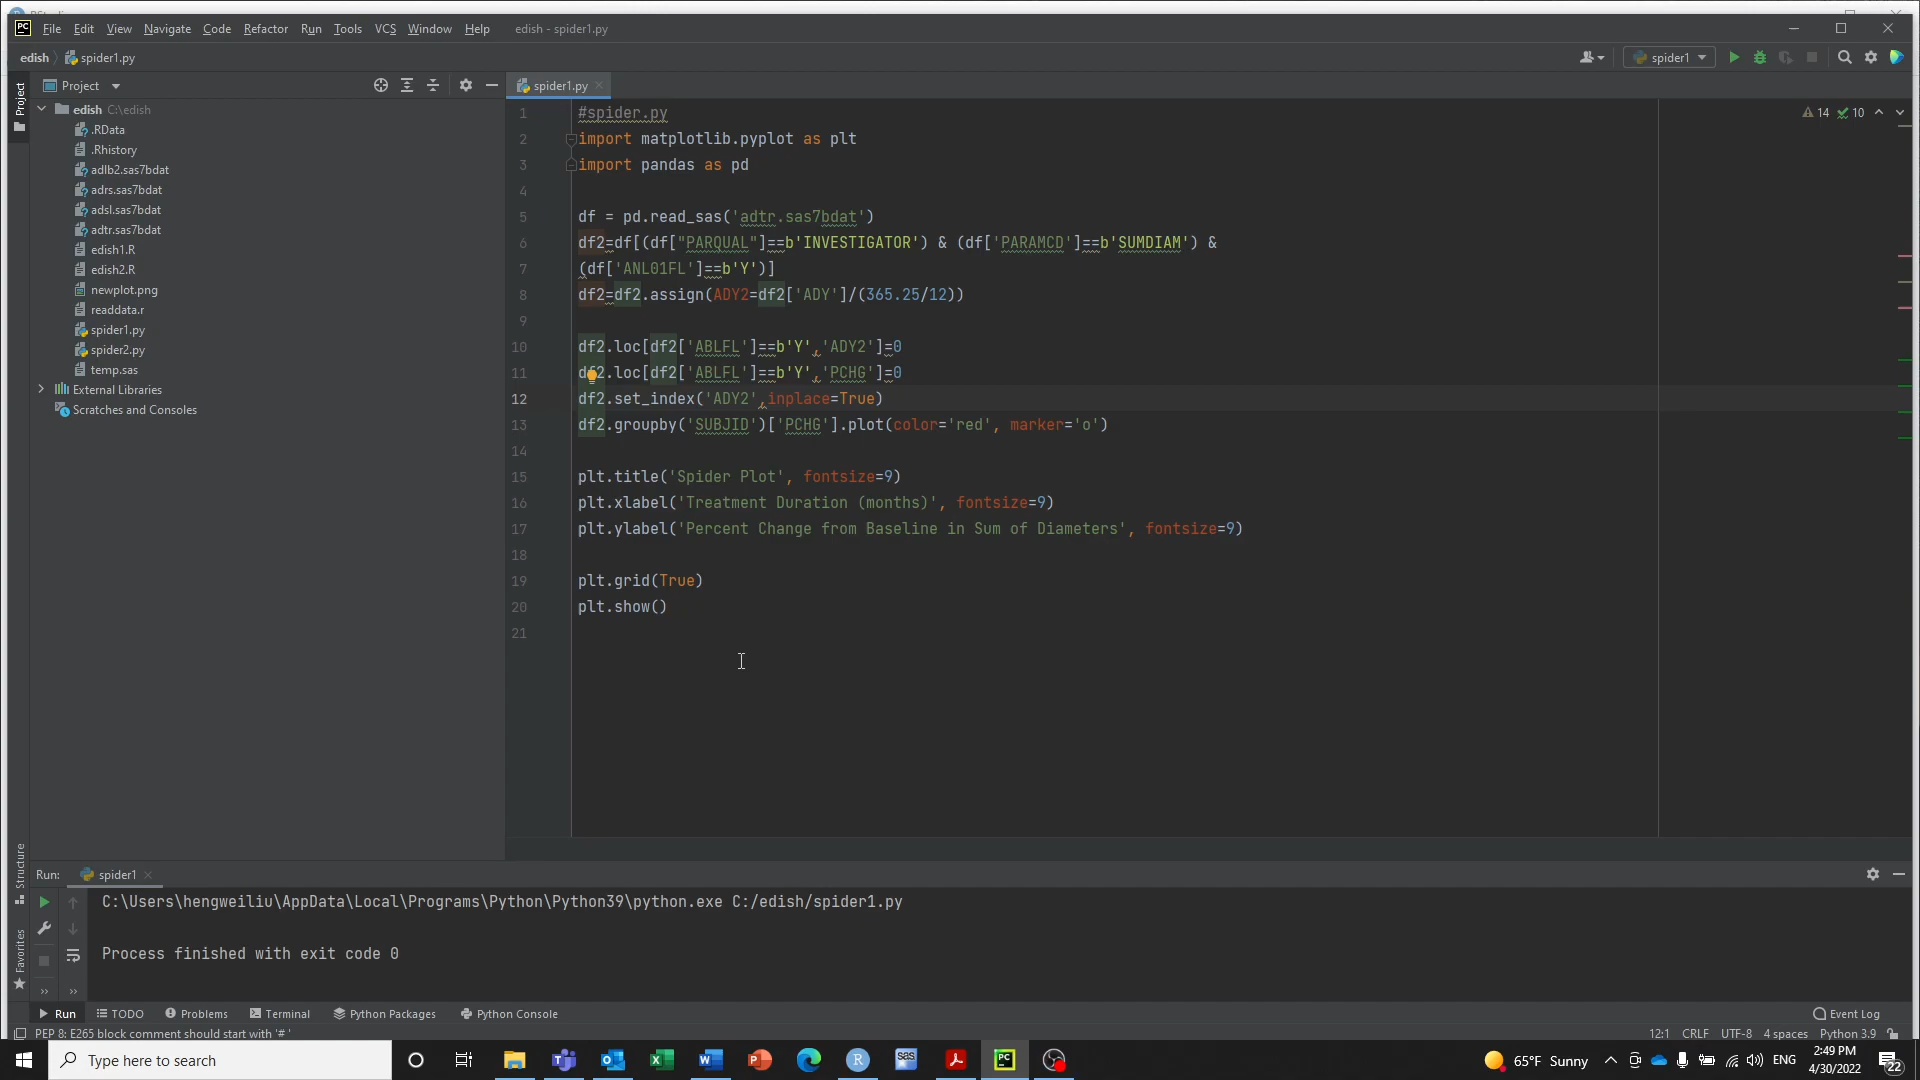 File Edit View Navigate Code Refactor Run Tools VCS Window Help edish - spider1.py
edish spider1.py
spider1
Project
Project
spider1.py
edish C:\edish
.RData
.Rhistory
adlb2.sas7bdat
adrs.sas7bdat
adsl.sas7bdat
adtr.sas7bdat
edish1.R
edish2.R
newplot.png
readdata.r
spider1.py
spider2.py
temp.sas
External Libraries
Scratches and Consoles
14 10
1 #spider.py
2 import matplotlib.pyplot as plt
3 import pandas as pd
4
5 df = pd.read_sas('adtr.sas7bdat')
6 df2=df[(df["PARQUAL"]==b'INVESTIGATOR') & (df['PARAMCD']==b'SUMDIAM') &
7 (df['ANL01FL']==b'Y')]
8 df2=df2.assign(ADY2=df2['ADY']/(365.25/12))
9
10 df2.loc[df2['ABLFL']==b'Y','ADY2']=0
11 df2.loc[df2['ABLFL']==b'Y','PCHG']=0
12 df2.set_index('ADY2',inplace=True)
13 df2.groupby('SUBJID')['PCHG'].plot(color='red', marker='o')
14
15 plt.title('Spider Plot', fontsize=9)
16 plt.xlabel('Treatment Duration (months)', fontsize=9)
17 plt.ylabel('Percent Change from Baseline in Sum of Diameters', fontsize=9)
18
19 plt.grid(True)
20 plt.show()
21
Structure
Favorites
Run: spider1
C:\Users\hengweiliu\AppData\Local\Programs\Python\Python39\python.exe C:/edish/spider1.py
Process finished with exit code 0
Run TODO Problems Terminal Python Packages Python Console Event Log
PEP 8: E265 block comment should start with '# ' 12:1 CRLF UTF-8 4 spaces Python 3.9
Type here to search
65°F Sunny
ENG
2:49 PM
4/30/2022
22